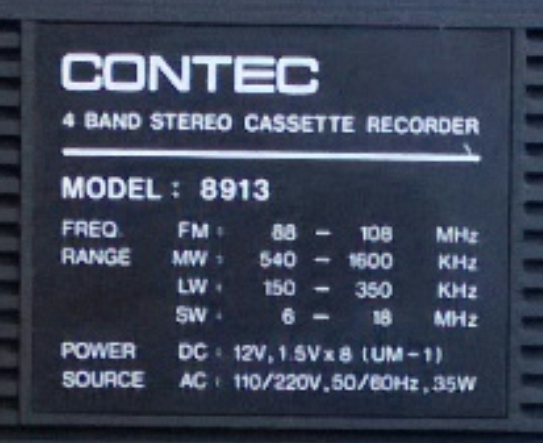 CONTEC
4 BAND STEREO CASSETTE RECORDER
MODEL : 8913
FREQ. FM : 88 – 108 MHz
RANGE MW : 540 – 1600 KHz
LW : 150 – 350 KHz
SW : 6 – 18 MHz
POWER DC : 12V, 1.5V x 8 (UM-1)
SOURCE AC : 110/220V, 50/60Hz, 35W